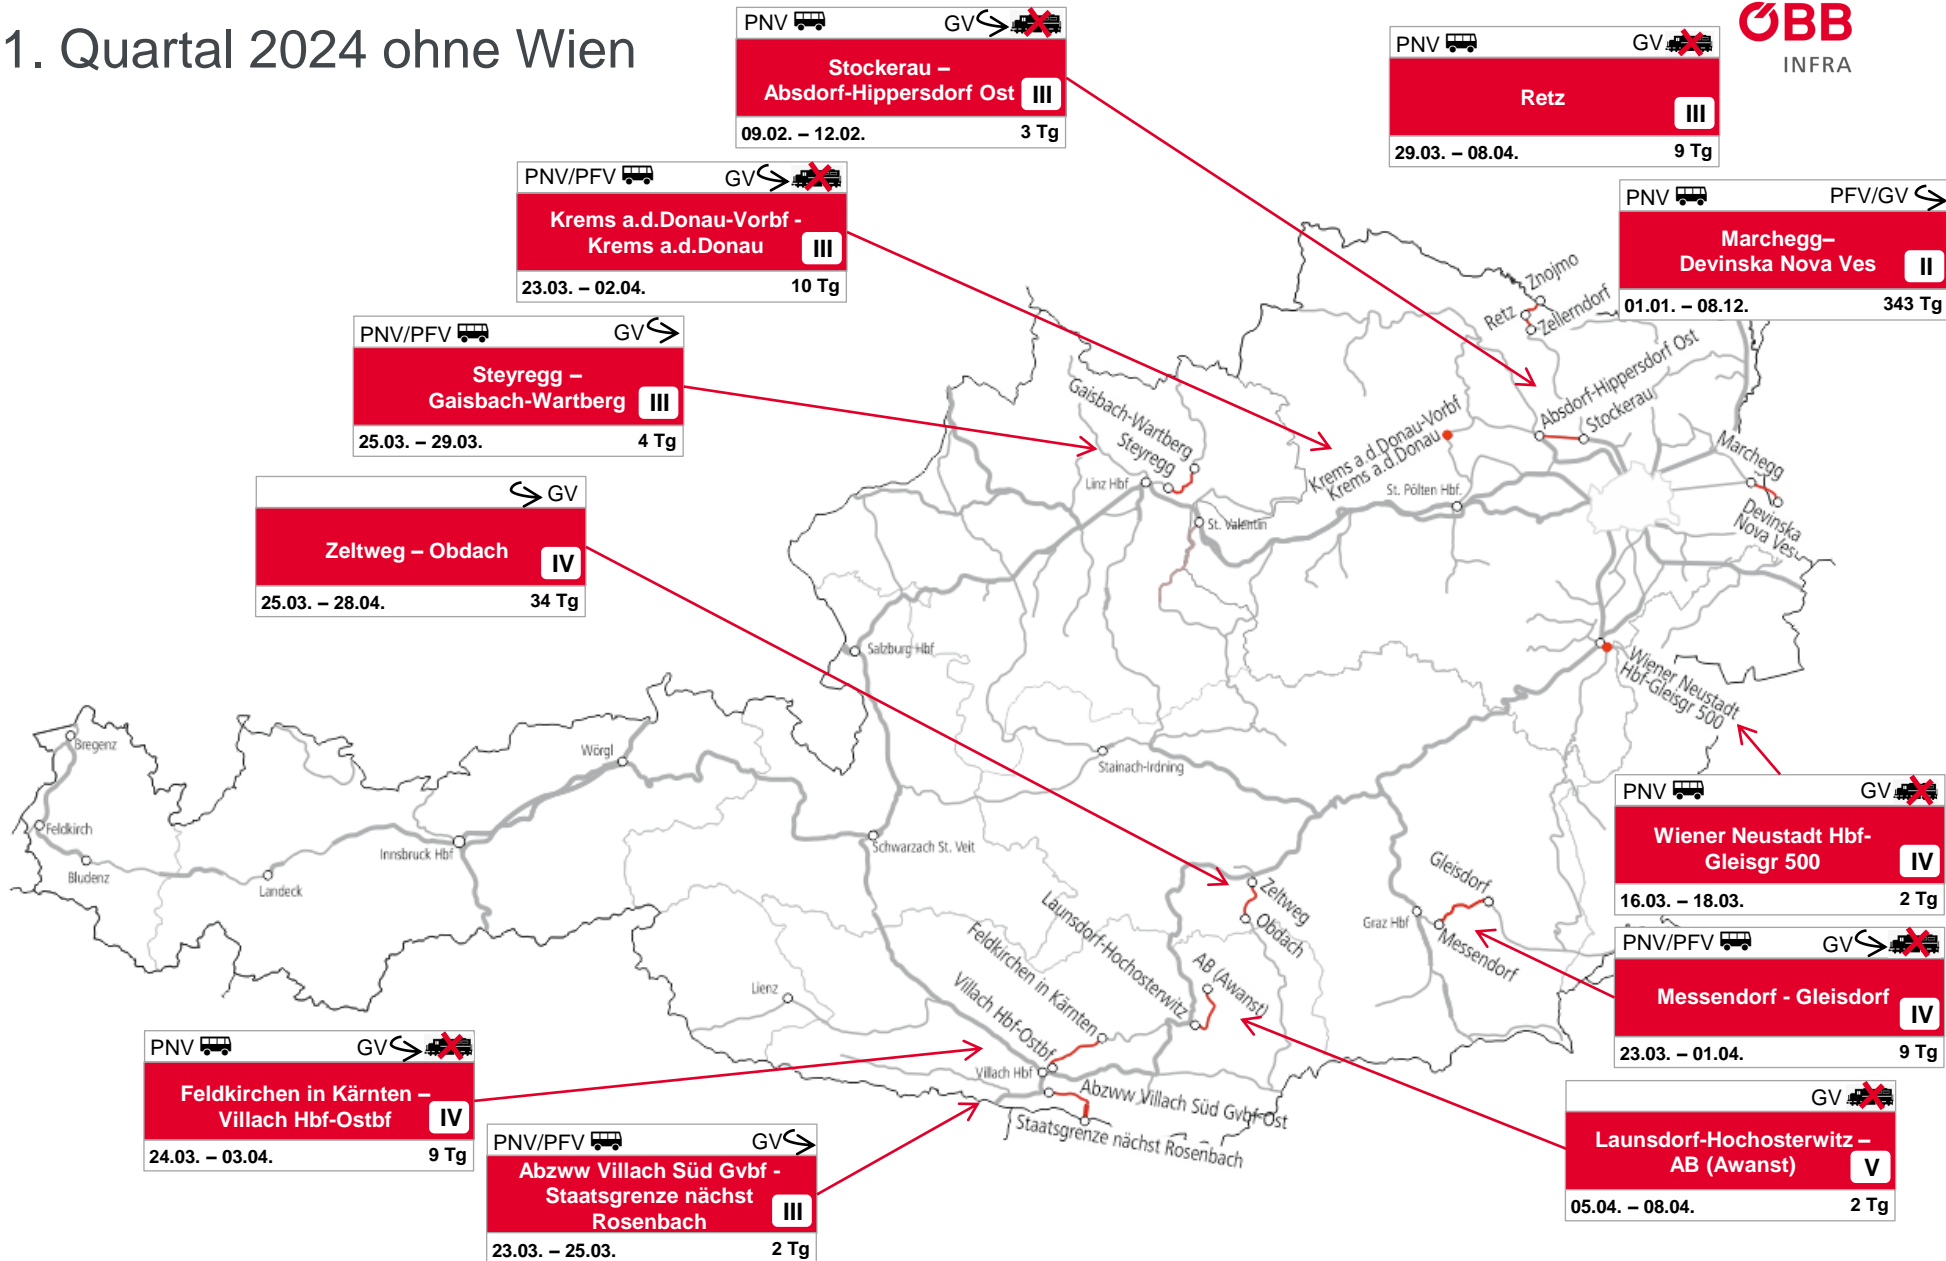 1. Quartal 2024 ohne Wien
ÖBB
INFRA
PNV GV
Stockerau –
Absdorf-Hippersdorf Ost III
09.02. – 12.02. 3 Tg
PNV GV
Retz
III
29.03. – 08.04. 9 Tg
PNV/PFV GV
Krems a.d.Donau-Vorbf -
Krems a.d.Donau III
23.03. – 02.04. 10 Tg
PNV PFV/GV
Marchegg–
Devinska Nova Ves II
01.01. – 08.12. 343 Tg
PNV/PFV GV
Steyregg –
Gaisbach-Wartberg III
25.03. – 29.03. 4 Tg
GV
Zeltweg – Obdach
IV
25.03. – 28.04. 34 Tg
Znojmo
Retz
Zellerndorf
Absdorf-Hippersdorf Ost
Stockerau
Gaisbach-Wartberg
Steyregg
Krems a.d.Donau-Vorbf
Krems a.d.Donau
Marchegg
Devinska
Nova Ves
Linz Hbf
St. Pölten Hbf.
St. Valentin
Salzburg Hbf
Wiener Neustadt
Hbf-Gleisgr 500
Bregenz
Wörgl
Stainach-Irdning
Feldkirch
Innsbruck Hbf
Schwarzach St. Veit
Bludenz
Landeck
Gleisdorf
Zeltweg
Obdach
Graz Hbf
Messendorf
Launsdorf-Hochosterwitz
AB (Awanst)
Feldkirchen in Kärnten
Villach Hbf-Ostbf
Lienz
Villach Hbf
Abzww Villach Süd Gvbf-Ost
Staatsgrenze nächst Rosenbach
PNV GV
Wiener Neustadt Hbf-
Gleisgr 500 IV
16.03. – 18.03. 2 Tg
PNV/PFV GV
Messendorf - Gleisdorf
IV
23.03. – 01.04. 9 Tg
PNV GV
Feldkirchen in Kärnten –
Villach Hbf-Ostbf IV
24.03. – 03.04. 9 Tg
PNV/PFV GV
Abzww Villach Süd Gvbf -
Staatsgrenze nächst
Rosenbach III
23.03. – 25.03. 2 Tg
GV
Launsdorf-Hochosterwitz –
AB (Awanst) V
05.04. – 08.04. 2 Tg